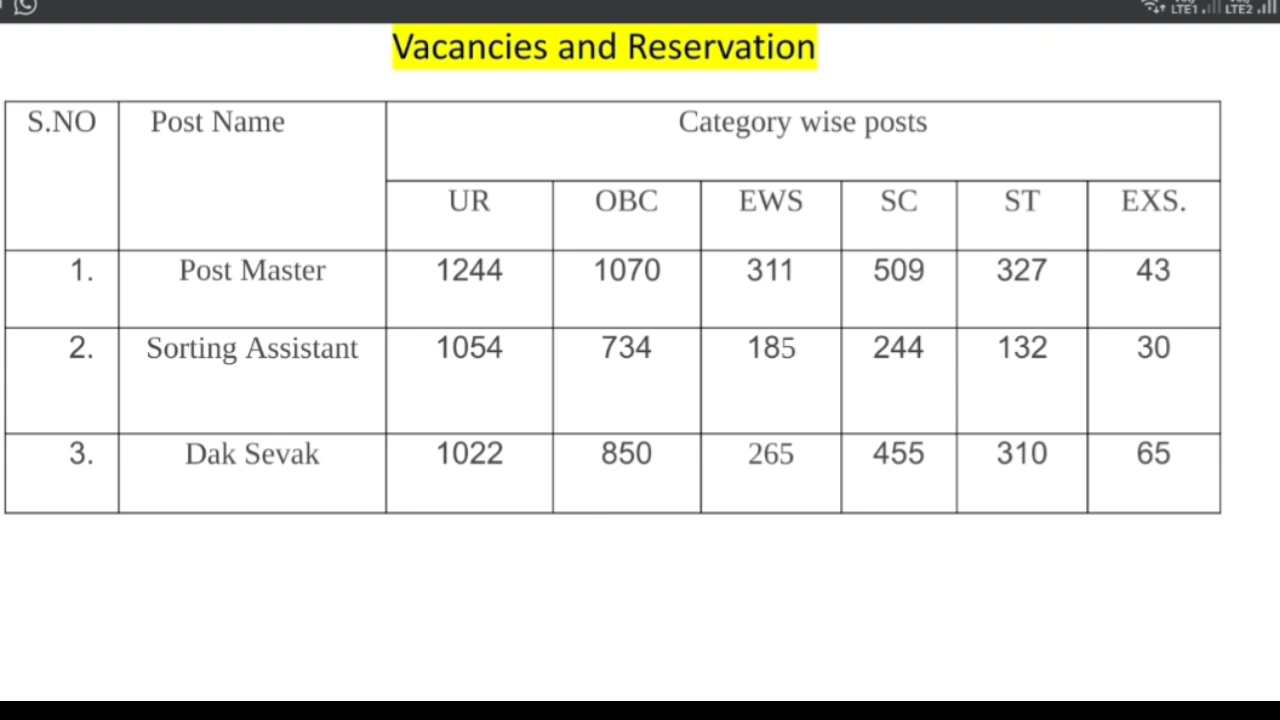 LTE1 LTE2
Vacancies and Reservation
S.NO Post Name Category wise posts
UR OBC EWS SC ST EXS.
1. Post Master 1244 1070 311 509 327 43
2. Sorting Assistant 1054 734 185 244 132 30
3. Dak Sevak 1022 850 265 455 310 65